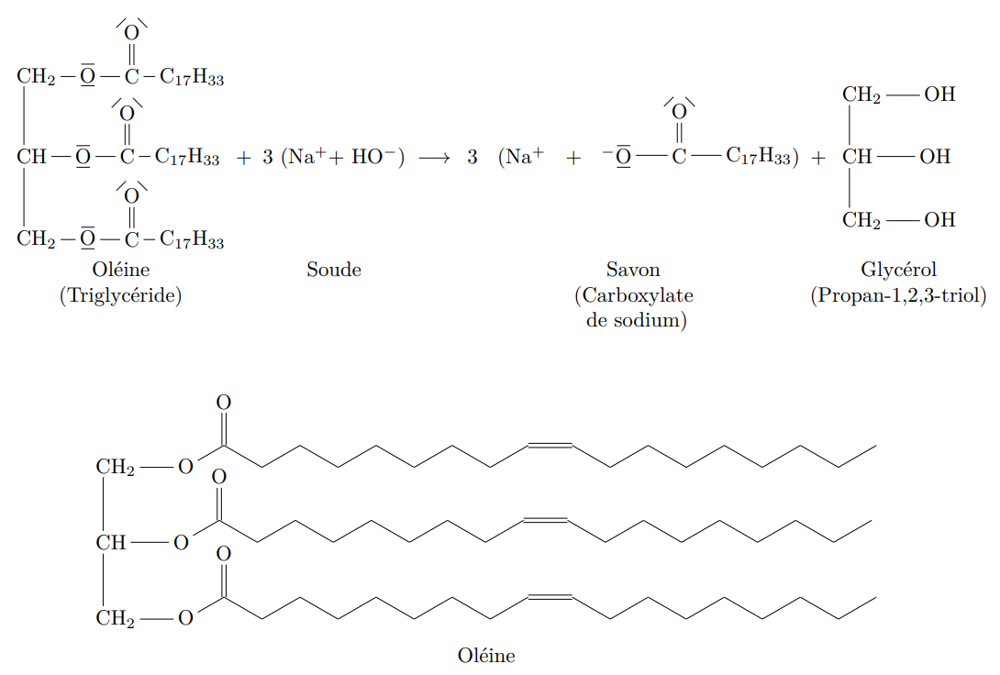 O
CH₂ — O — C – C₁₇H₃₃
O
CH — O — C – C₁₇H₃₃ + 3 (Na⁺ + HO⁻) ⟶ 3 (Na⁺ + ⁻O — C — C₁₇H₃₃) + CH — OH
O
CH₂ — O — C – C₁₇H₃₃
O
CH₂ — OH
CH₂ — OH
Oléine
(Triglycéride)
Soude
Savon
(Carboxylate
de sodium)
Glycérol
(Propan-1,2,3-triol)
O
CH₂ — O
O
CH — O
O
CH₂ — O
Oléine